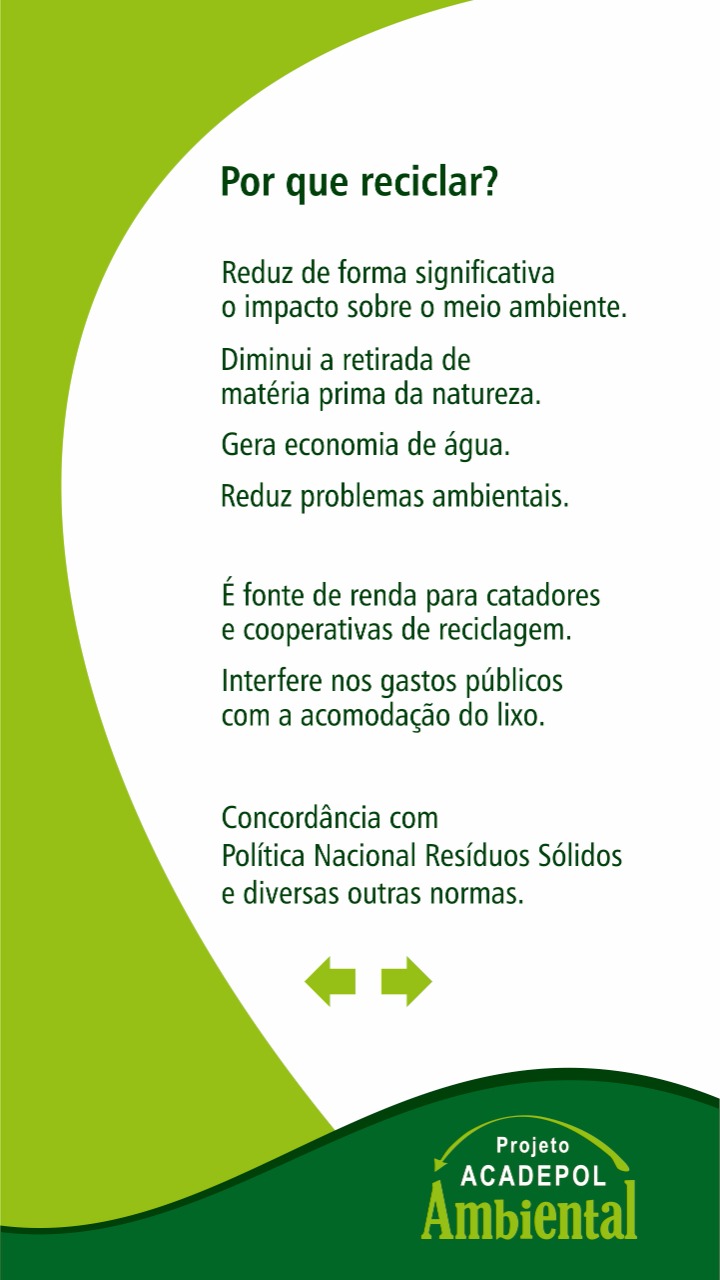 Por que reciclar?
Reduz de forma significativa
o impacto sobre o meio ambiente.
Diminui a retirada de
matéria prima da natureza.
Gera economia de água.
Reduz problemas ambientais.
É fonte de renda para catadores
e cooperativas de reciclagem.
Interfere nos gastos públicos
com a acomodação do lixo.
Concordância com
Política Nacional Resíduos Sólidos
e diversas outras normas.
Projeto
ACADEPOL
Ambiental